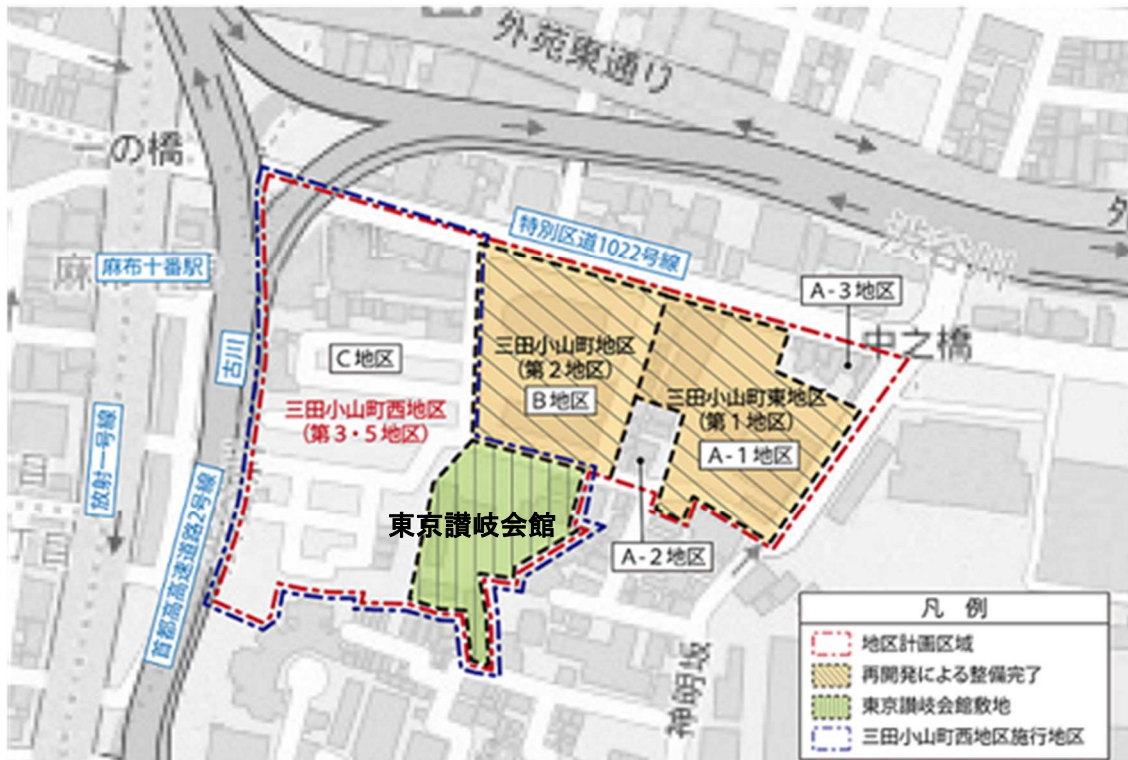 外苑東通り
一の橋
特別区道1022号線
渋谷川
外
麻布十番駅
麻
A-3地区
中之橋
三田小山町地区
(第2地区)
B地区
C地区
古川
三田小山町西地区
(第3・5地区)
三田小山町東地区
(第1地区)
A-1地区
放射一号線
首都高高速道路2号線
東京讃岐会館
A-2地区
神明坂
凡 例
地区計画区域
再開発による整備完了
東京讃岐会館敷地
三田小山町西地区施行地区